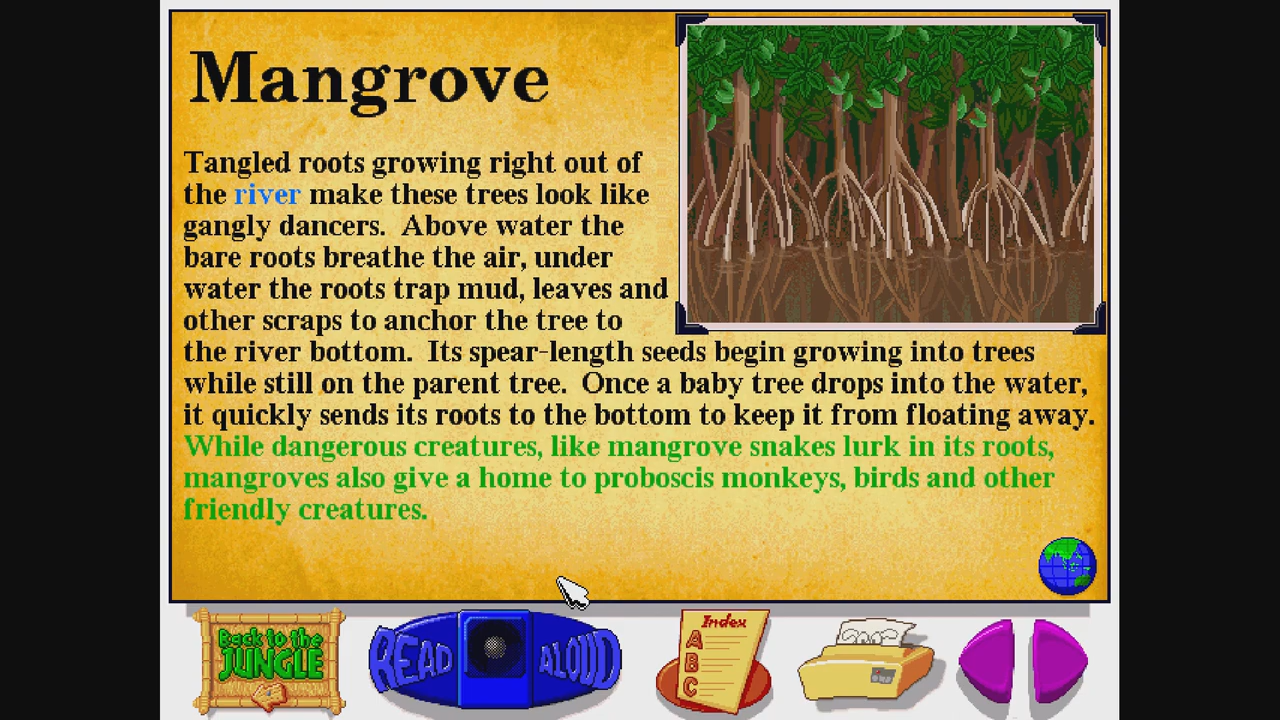 Mangrove
Tangled roots growing right out of
the river make these trees look like
gangly dancers.  Above water the
bare roots breathe the air, under
water the roots trap mud, leaves and
other scraps to anchor the tree to
the river bottom.  Its spear-length seeds begin growing into trees
while still on the parent tree.  Once a baby tree drops into the water,
it quickly sends its roots to the bottom to keep it from floating away.
While dangerous creatures, like mangrove snakes lurk in its roots,
mangroves also give a home to proboscis monkeys, birds and other
friendly creatures.
Back to the
JUNGLE
READ ALOUD
Index
A
B
C